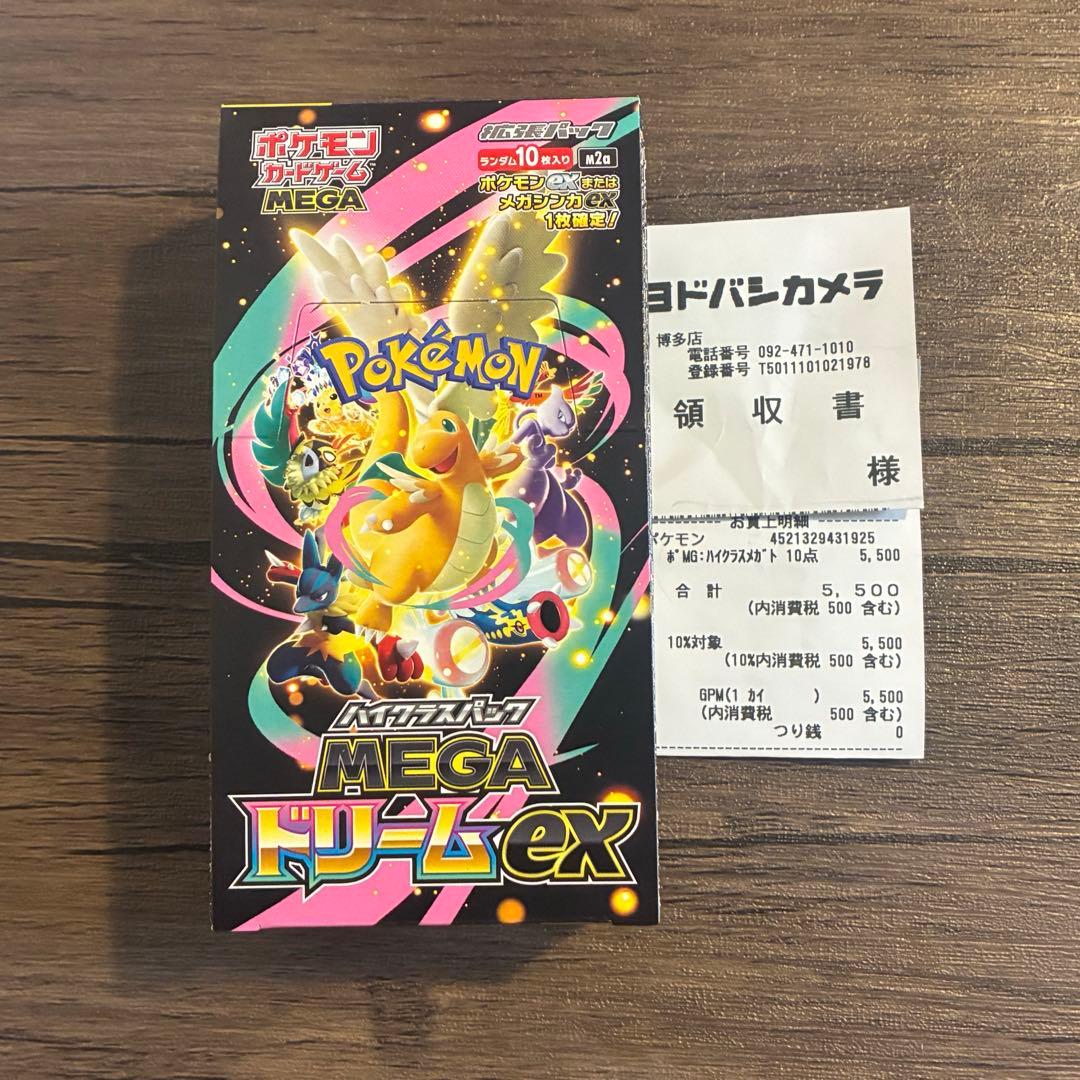 ポケモン
カードゲーム
MEGA
拡張パック
ランダム10枚入り
M2a
ポケモンexまたは
メガシンカex
1枚確定!
POKéMON
ハイクラスパック
MEGA
ドリームex
ヨドバシカメラ
博多店
電話番号 092-471-1010
登録番号 T5011101021978
領 収 書
様
お買上明細
ポケモン 4521329431925
ポMG:ハイクラスメガト 10点 5,500
合 計 5,500
(内消費税 500 含む)
10%対象 5,500
(10%内消費税 500 含む)
GPM(1 カイ ) 5,500
(内消費税 500 含む)
つり銭 0